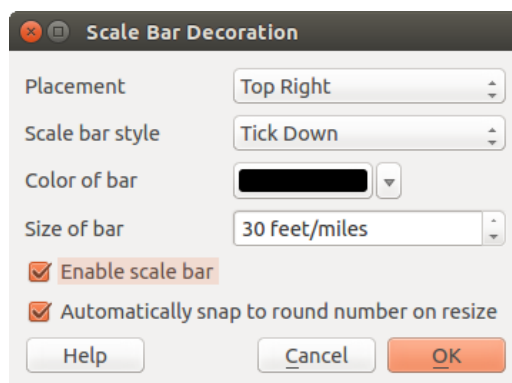 Scale Bar Decoration
Placement Top Right
Scale bar style Tick Down
Color of bar
Size of bar 30 feet/miles
Enable scale bar
Automatically snap to round number on resize
Help Cancel OK